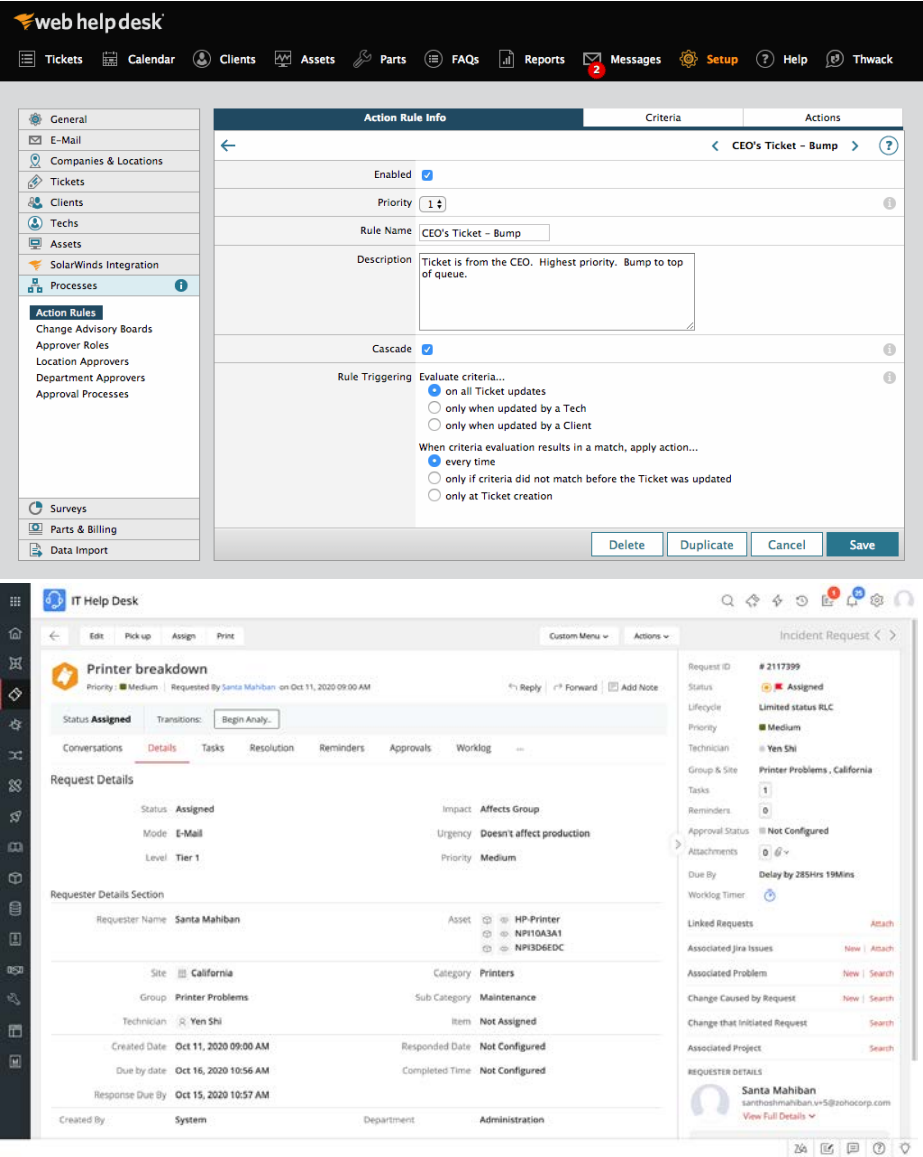 web help desk
Tickets Calendar Clients Assets Parts FAQs Reports Messages Setup Help Thwack
2
General
E-Mail
Companies & Locations
Tickets
Clients
Techs
Assets
SolarWinds Integration
Processes
Action Rules
Change Advisory Boards
Approver Roles
Location Approvers
Department Approvers
Approval Processes
Surveys
Parts & Billing
Data Import
Action Rule Info Criteria Actions
CEO's Ticket – Bump ?
Enabled
Priority 1
Rule Name CEO's Ticket – Bump
Description Ticket is from the CEO. Highest priority. Bump to top
of queue.
Cascade
Rule Triggering Evaluate criteria...
on all Ticket updates
only when updated by a Tech
only when updated by a Client
When criteria evaluation results in a match, apply action...
every time
only if criteria did not match before the Ticket was updated
only at Ticket creation
Delete Duplicate Cancel Save
IT Help Desk
1 25
Edit Pick up Assign Print Custom Menu Actions Incident Request
Printer breakdown
Priority : Medium Requested By Santa Mahiban on Oct 11, 2020 09:00 AM
Reply Forward Add Note
Status Assigned Transitions: Begin Analy..
Conversations Details Tasks Resolution Reminders Approvals Worklog ...
Request Details
Status Assigned Impact Affects Group
Mode E-Mail Urgency Doesn't affect production
Level Tier 1 Priority Medium
Requester Details Section
Requester Name Santa Mahiban Asset HP-Printer
NPI10A3A1
NPI3D6EDC
Site California Category Printers
Group Printer Problems Sub Category Maintenance
Technician Yen Shi Item Not Assigned
Created Date Oct 11, 2020 09:00 AM Responded Date Not Configured
Due by date Oct 16, 2020 10:56 AM Completed Time Not Configured
Response Due By Oct 15, 2020 10:57 AM
Created By System Department Administration
Request ID # 2117399
Status Assigned
Lifecycle Limited status RLC
Priority Medium
Technician Yen Shi
Group & Site Printer Problems , California
Tasks 1
Reminders 0
Approval Status Not Configured
Attachments 0
Due By Delay by 285Hrs 19Mins
Worklog Timer
Linked Requests Attach
Associated Jira Issues New | Attach
Associated Problem New | Search
Change Caused by Request New | Search
Change that Initiated Request Search
Associated Project Search
REQUESTER DETAILS
Santa Mahiban
santhoshmahiban.v+5@zohocorp.com
View Full Details